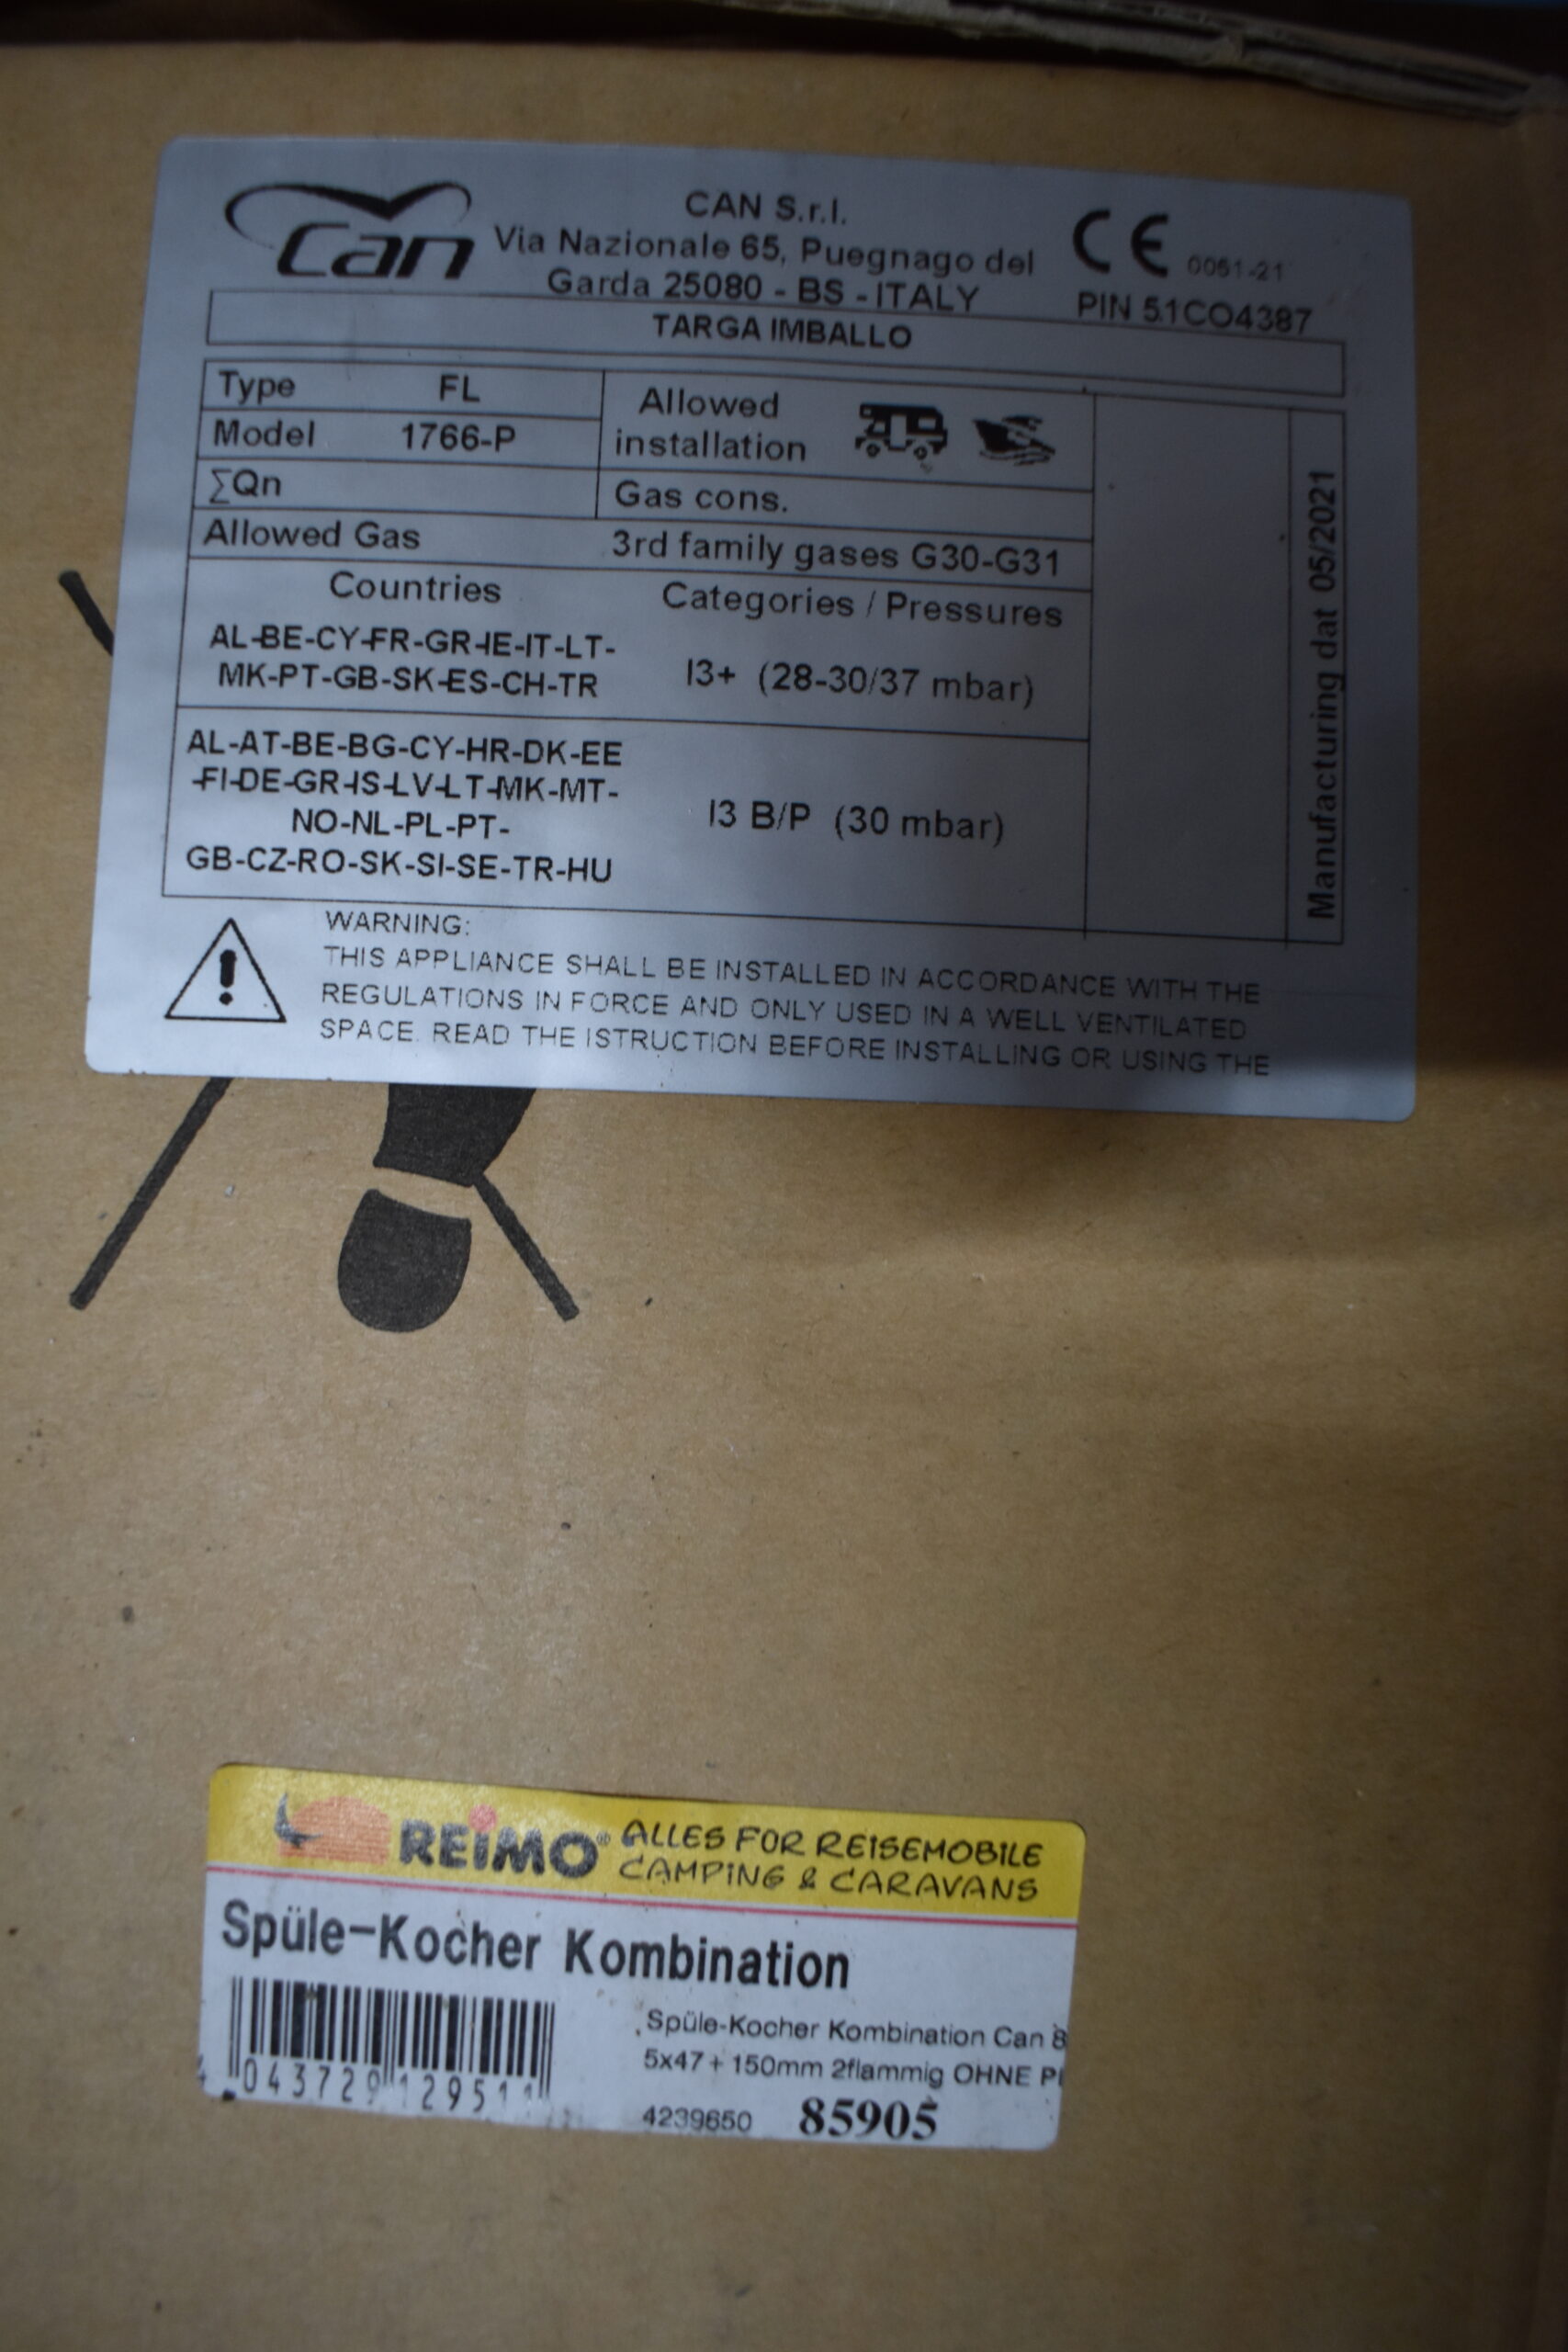 Can
CAN S.r.l.
Via Nazionale 65, Puegnago del
Garda 25080 - BS - ITALY
CE 0051-21
PIN 51CO4387
TARGA IMBALLO
Type FL
Model 1766-P
Allowed
installation
∑Qn
Gas cons.
Allowed Gas 3rd family gases G30-G31
Countries Categories / Pressures
AL-BE-CY-FR-GR-IE-IT-LT-
MK-PT-GB-SK-ES-CH-TR
I3+ (28-30/37 mbar)
AL-AT-BE-BG-CY-HR-DK-EE
-FI-DE-GR-IS-LV-LT-MK-MT-
NO-NL-PL-PT-
GB-CZ-RO-SK-SI-SE-TR-HU
I3 B/P (30 mbar)
Manufacturing dat 05/2021
WARNING:
THIS APPLIANCE SHALL BE INSTALLED IN ACCORDANCE WITH THE
REGULATIONS IN FORCE AND ONLY USED IN A WELL VENTILATED
SPACE. READ THE ISTRUCTION BEFORE INSTALLING OR USING THE
REIMO® ALLES FÜR REISEMOBILE
CAMPING & CARAVANS
Spüle-Kocher Kombination
Spüle-Kocher Kombination Can 8
5x47+150mm 2flammig OHNE
4239650 85905
4 043729 12951